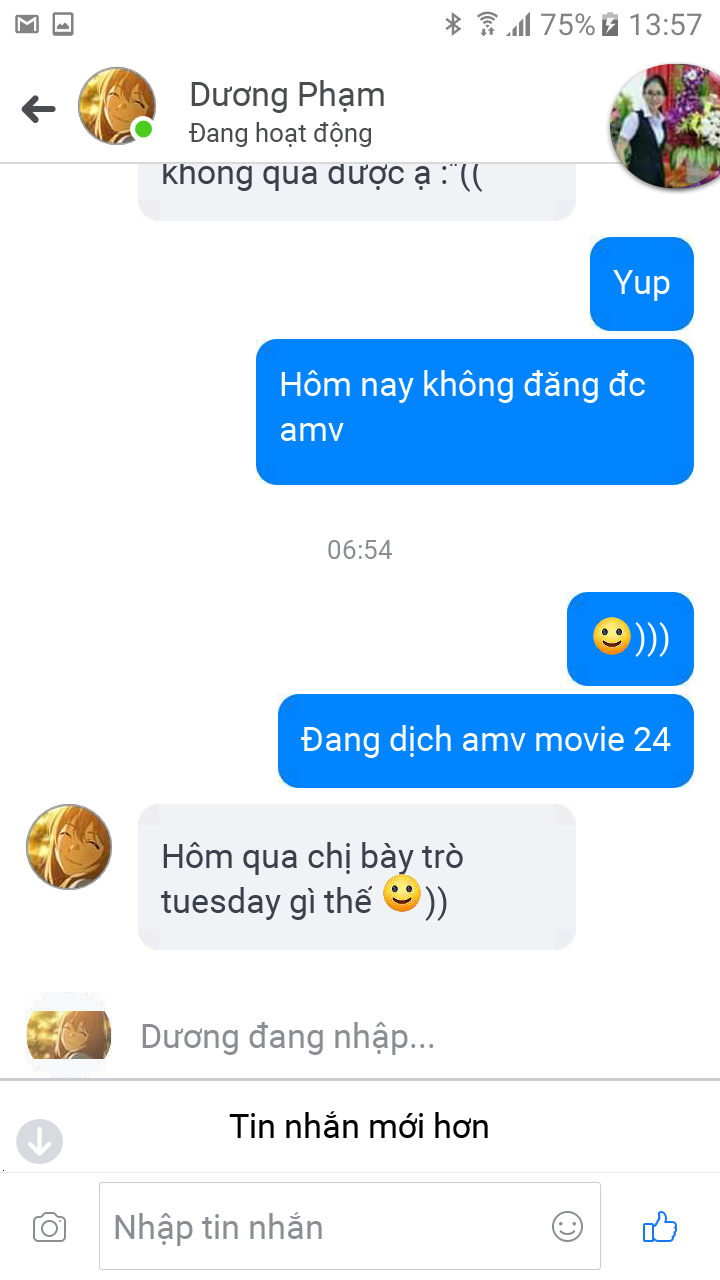 75% 13:57
Dương Phạm
Đang hoạt động
không qua được ạ :"((
Yup
Hôm nay không đăng đc
amv
06:54
🙂)))
Đang dịch amv movie 24
Hôm qua chị bày trò
tuesday gì thế 🙂))
Dương đang nhập...
Tin nhắn mới hơn
Nhập tin nhắn